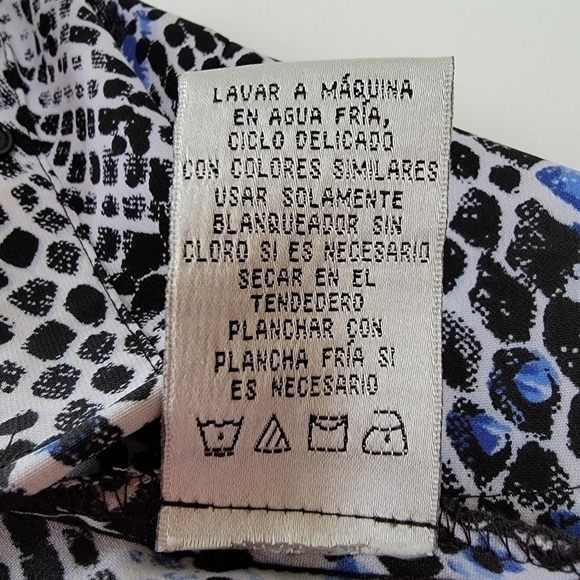 LAVAR A MÁQUINA
EN AGUA FRÍA,
CICLO DELICADO
CON COLORES SIMILARES
USAR SOLAMENTE
BLANQUEADOR SIN
CLORO SI ES NECESARIO
SECAR EN EL
TENDEDERO
PLANCHAR CON
PLANCHA FRÍA SI
ES NECESARIO